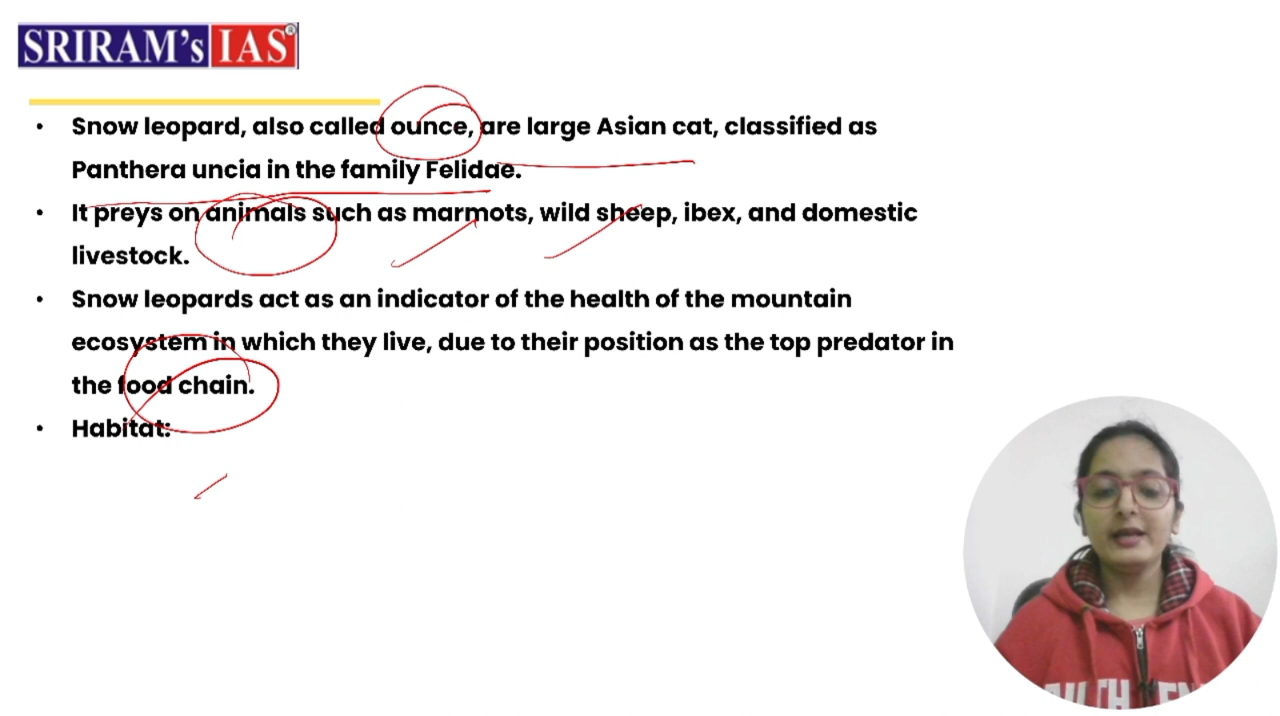 SRIRAM's IAS®
• Snow leopard, also called ounce, are large Asian cat, classified as
Panthera uncia in the family Felidae.
• It preys on animals such as marmots, wild sheep, ibex, and domestic
livestock.
• Snow leopards act as an indicator of the health of the mountain
ecosystem in which they live, due to their position as the top predator in
the food chain.
• Habitat: